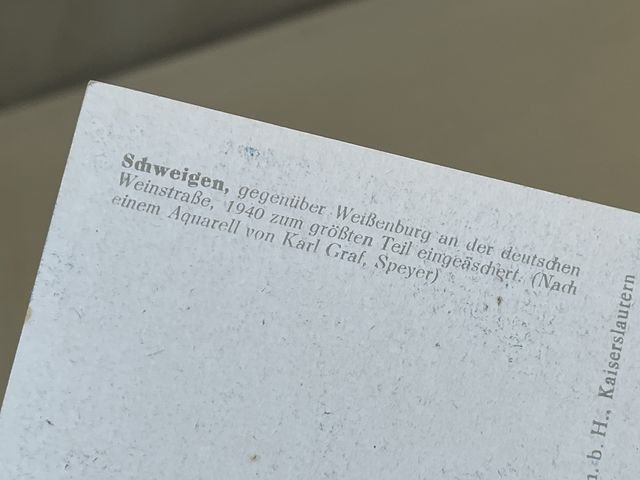 Schweigen, gegenüber Weißenburg an der deutschen
Weinstraße, 1940 zum größten Teil eingeäschert. (Nach
einem Aquarell von Karl Graf, Speyer)
m. b. H., Kaiserslautern